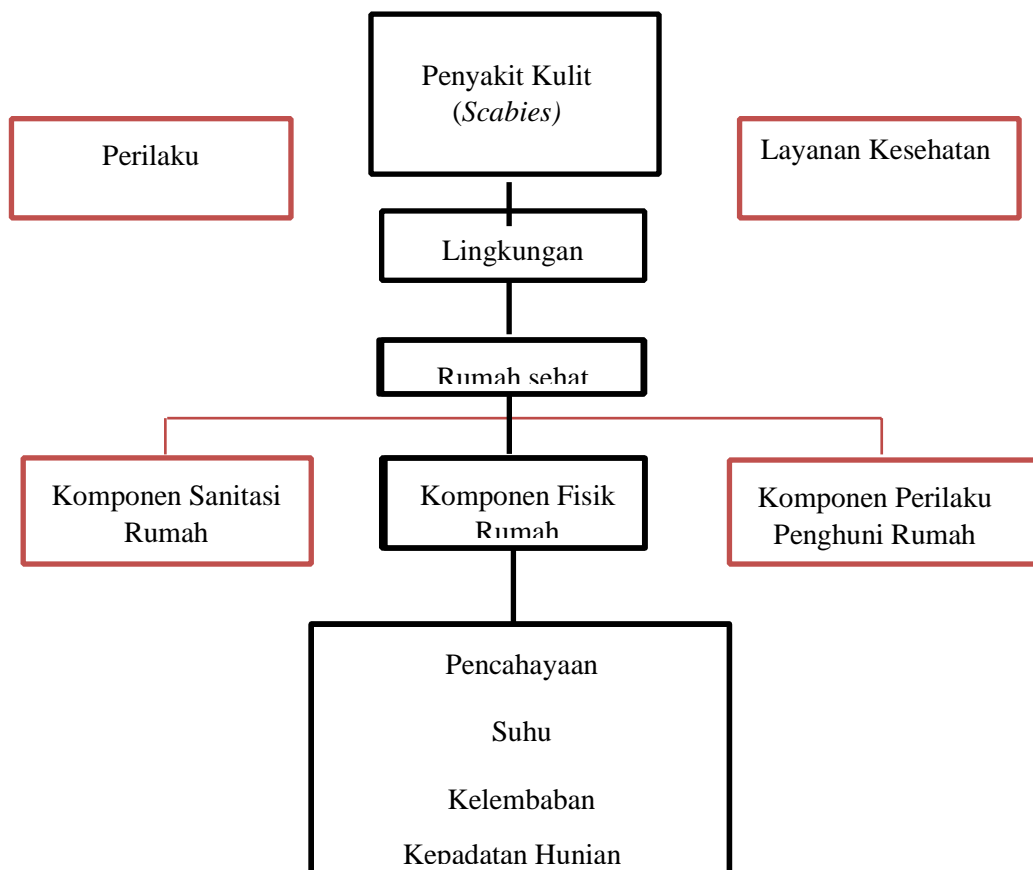 Penyakit Kulit
(Scabies)
Perilaku
Layanan Kesehatan
Lingkungan
Rumah sehat
Komponen Sanitasi
Rumah
Komponen Fisik
Rumah
Komponen Perilaku
Penghuni Rumah
Pencahayaan
Suhu
Kelembaban
Kepadatan Hunian